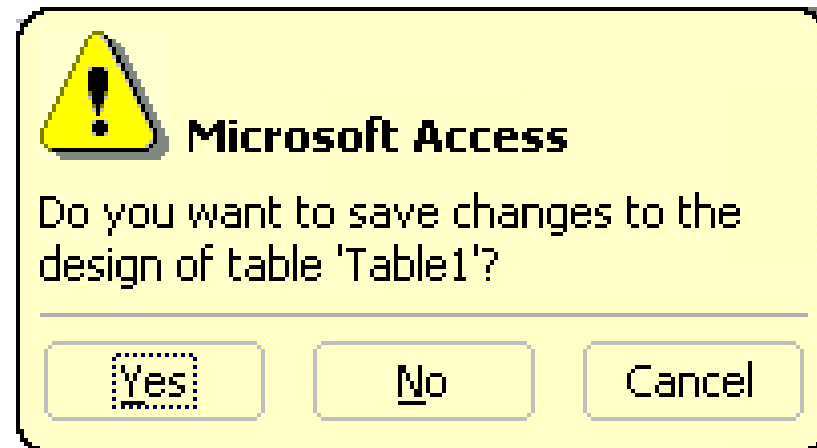 Microsoft Access
Do you want to save changes to the
design of table 'Table1'?
Yes No Cancel